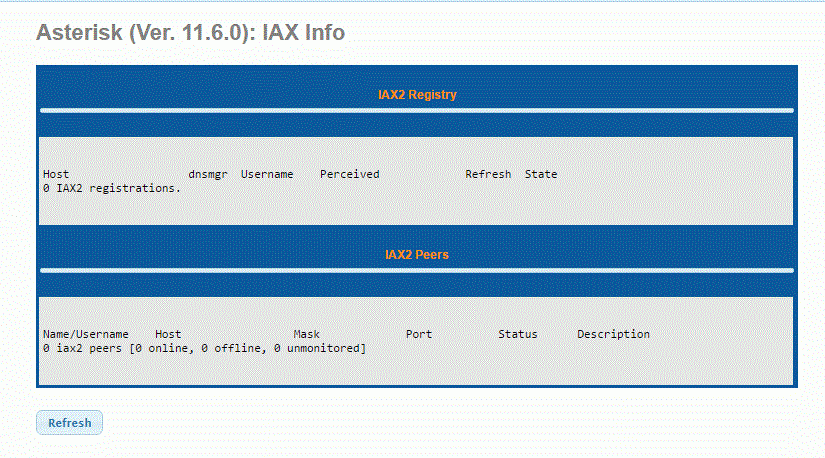 Asterisk (Ver. 11.6.0): IAX Info
IAX2 Registry
Host dnsmgr Username Perceived Refresh State
0 IAX2 registrations.
IAX2 Peers
Name/Username Host Mask Port Status Description
0 iax2 peers [0 online, 0 offline, 0 unmonitored]
Refresh